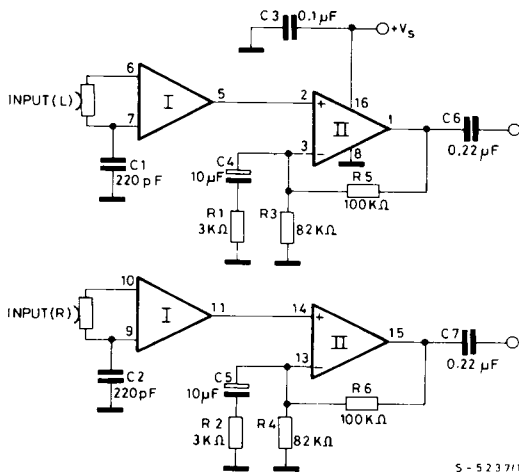 C3 0.1µF
+Vs
6
INPUT(L)
7
I
5
2
+
II
16
1
3
−
8
C6
0,22µF
C1
220pF
C4
10µF
R1
3KΩ
R3
82KΩ
R5
100KΩ
10
INPUT(R)
9
I
11
14
+
II
15
13
−
C7
0.22µF
C2
220pF
C5
10µF
R2
3KΩ
R4
82KΩ
R6
100KΩ
S-5237/1